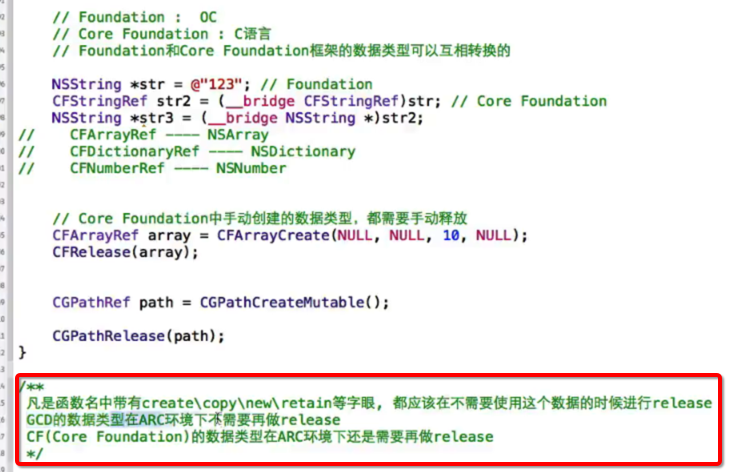 // Foundation : OC
// Core Foundation : C语言
// Foundation和Core Foundation框架的数据类型可以互相转换的
NSString *str = @"123"; // Foundation
CFStringRef str2 = (__bridge CFStringRef)str; // Core Foundation
NSString *str3 = (__bridge NSString *)str2;
// CFArrayRef ---- NSArray
// CFDictionaryRef ---- NSDictionary
// CFNumberRef ---- NSNumber
// Core Foundation中手动创建的数据类型，都需要手动释放
CFArrayRef array = CFArrayCreate(NULL, NULL, 10, NULL);
CFRelease(array);
CGPathRef path = CGPathCreateMutable();
CGPathRelease(path);
}
/**
凡是函数名中带有create\copy\new\retain等字眼, 都应该在不需要使用这个数据的时候进行release
GCD的数据类型在ARC环境下不需要再做release
CF(Core Foundation)的数据类型在ARC环境下还是需要再做release
*/